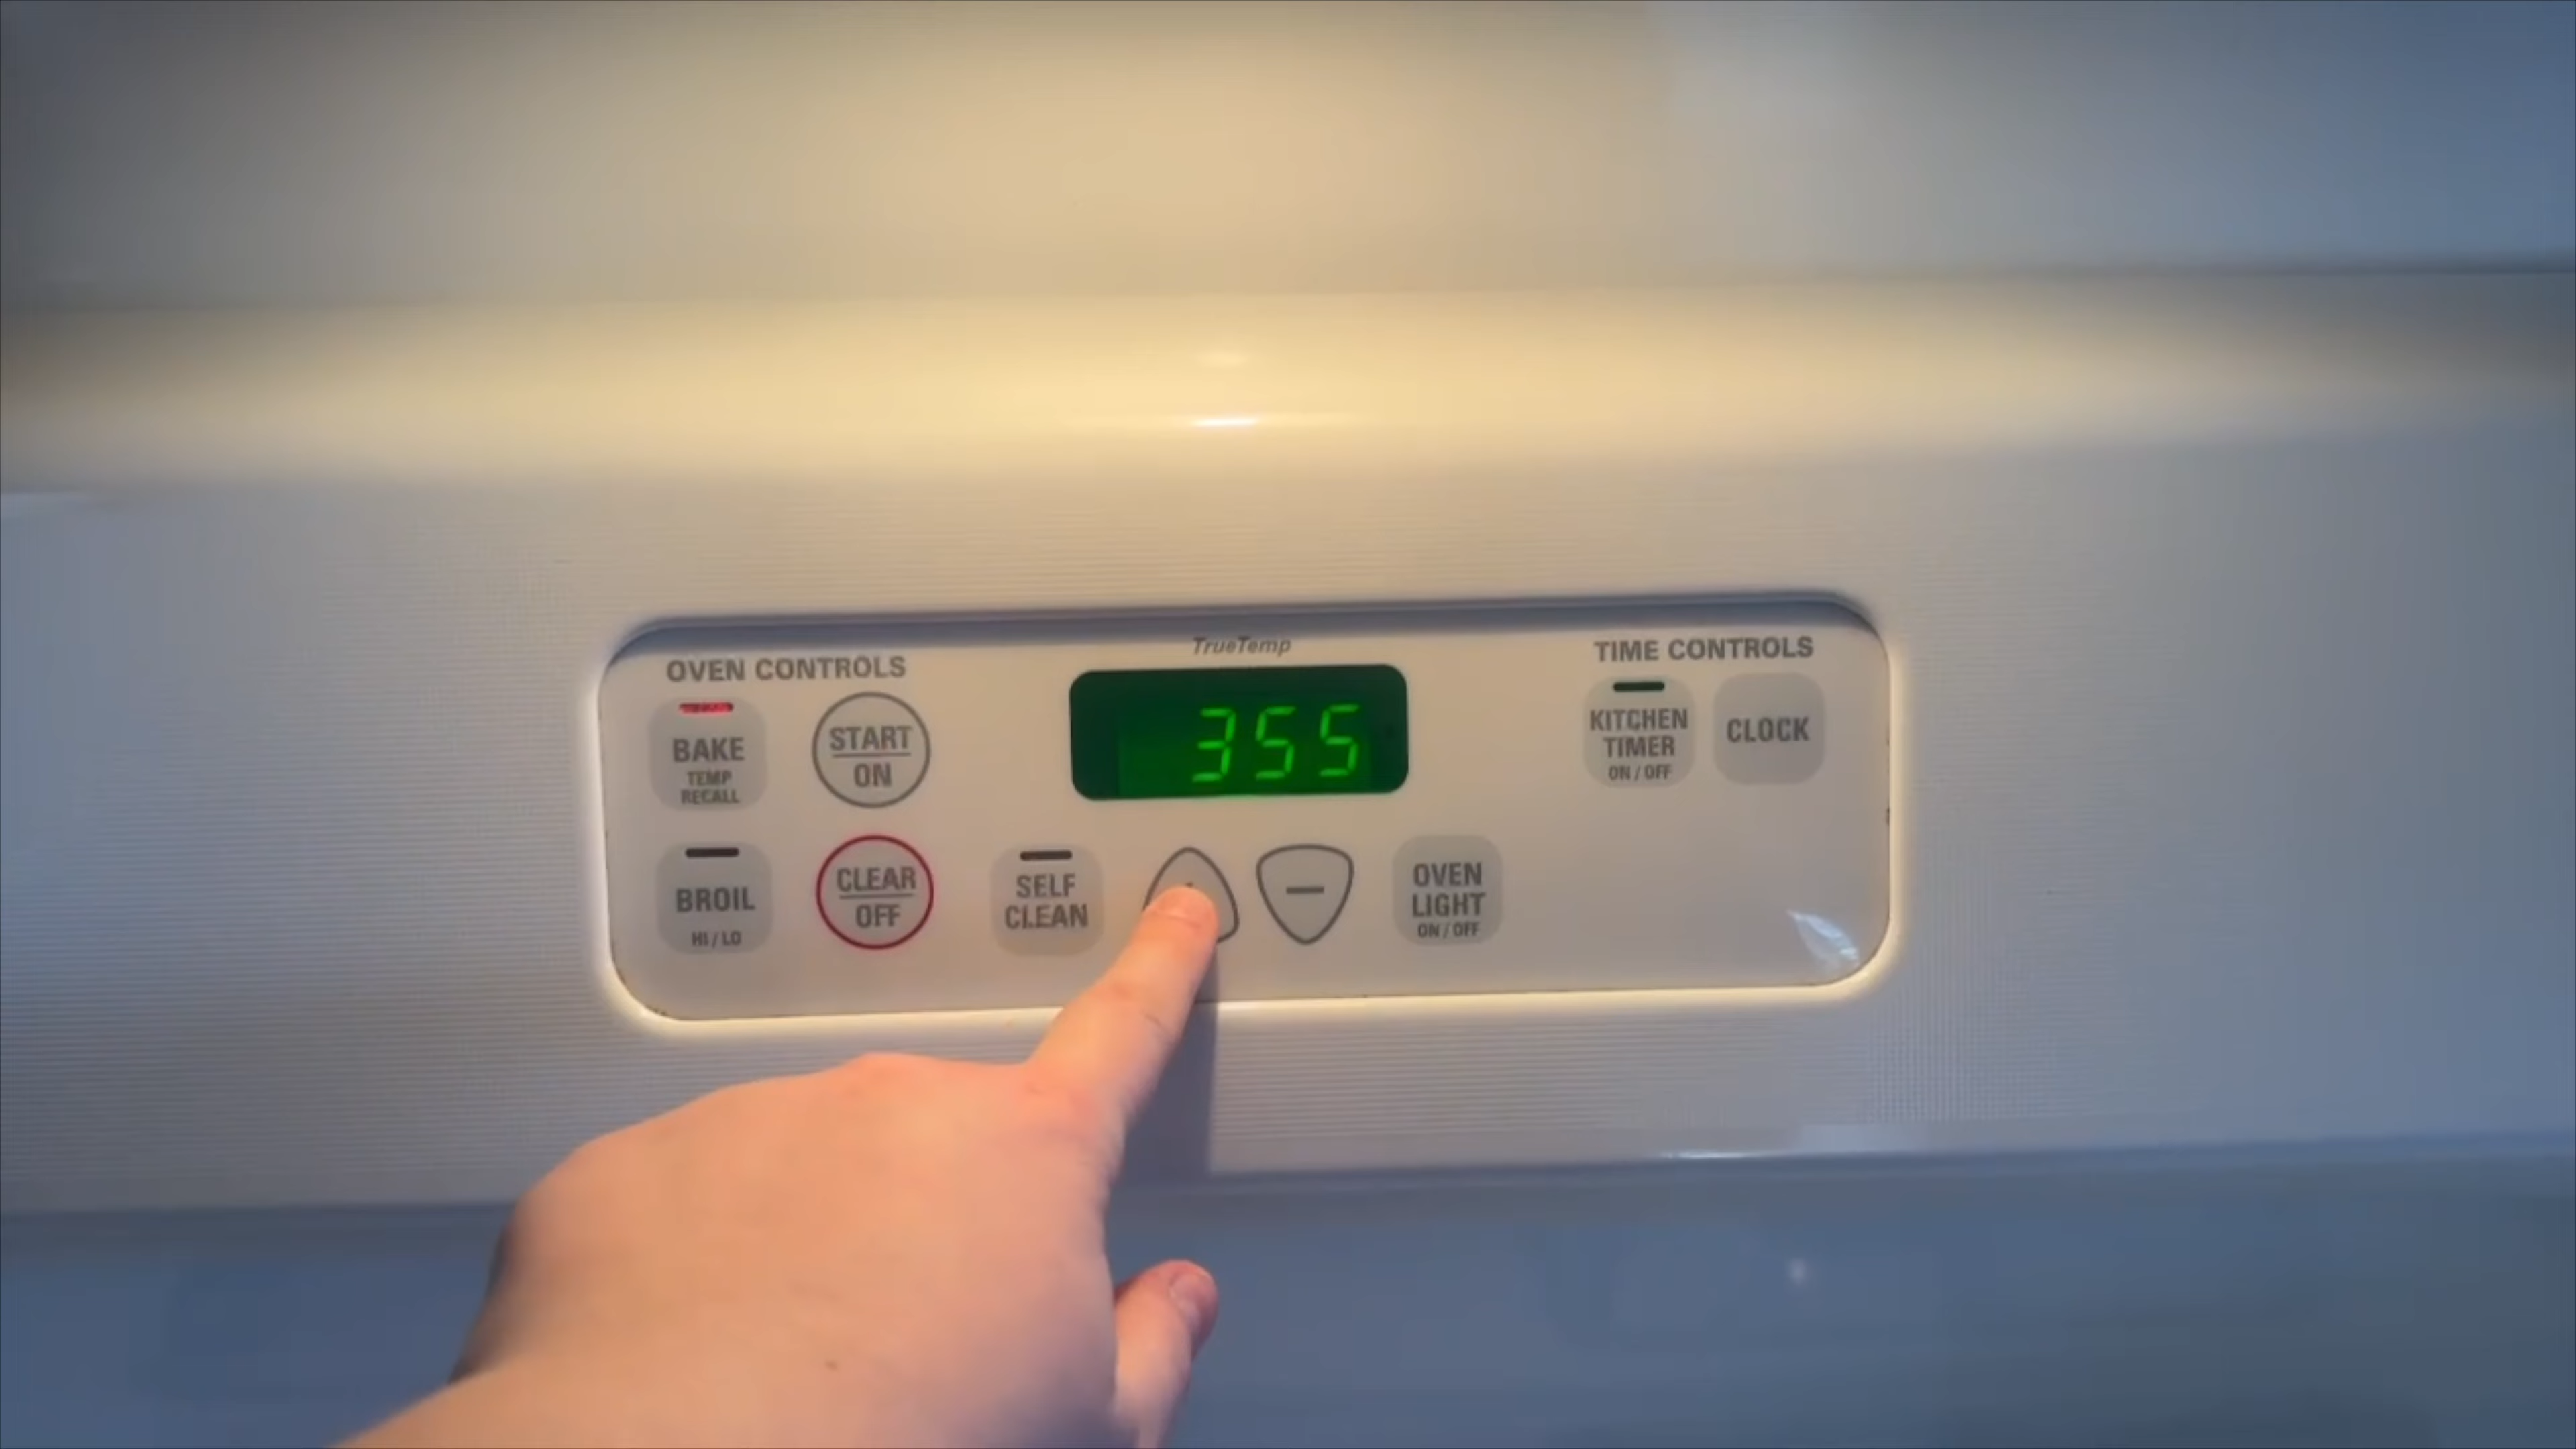 TrueTemp
OVEN CONTROLS
TIME CONTROLS
BAKE
TEMP
RECALL
START
ON
355
KITCHEN
TIMER
ON / OFF
CLOCK
BROIL
HI / LO
CLEAR
OFF
SELF
CLEAN
—
OVEN
LIGHT
ON / OFF